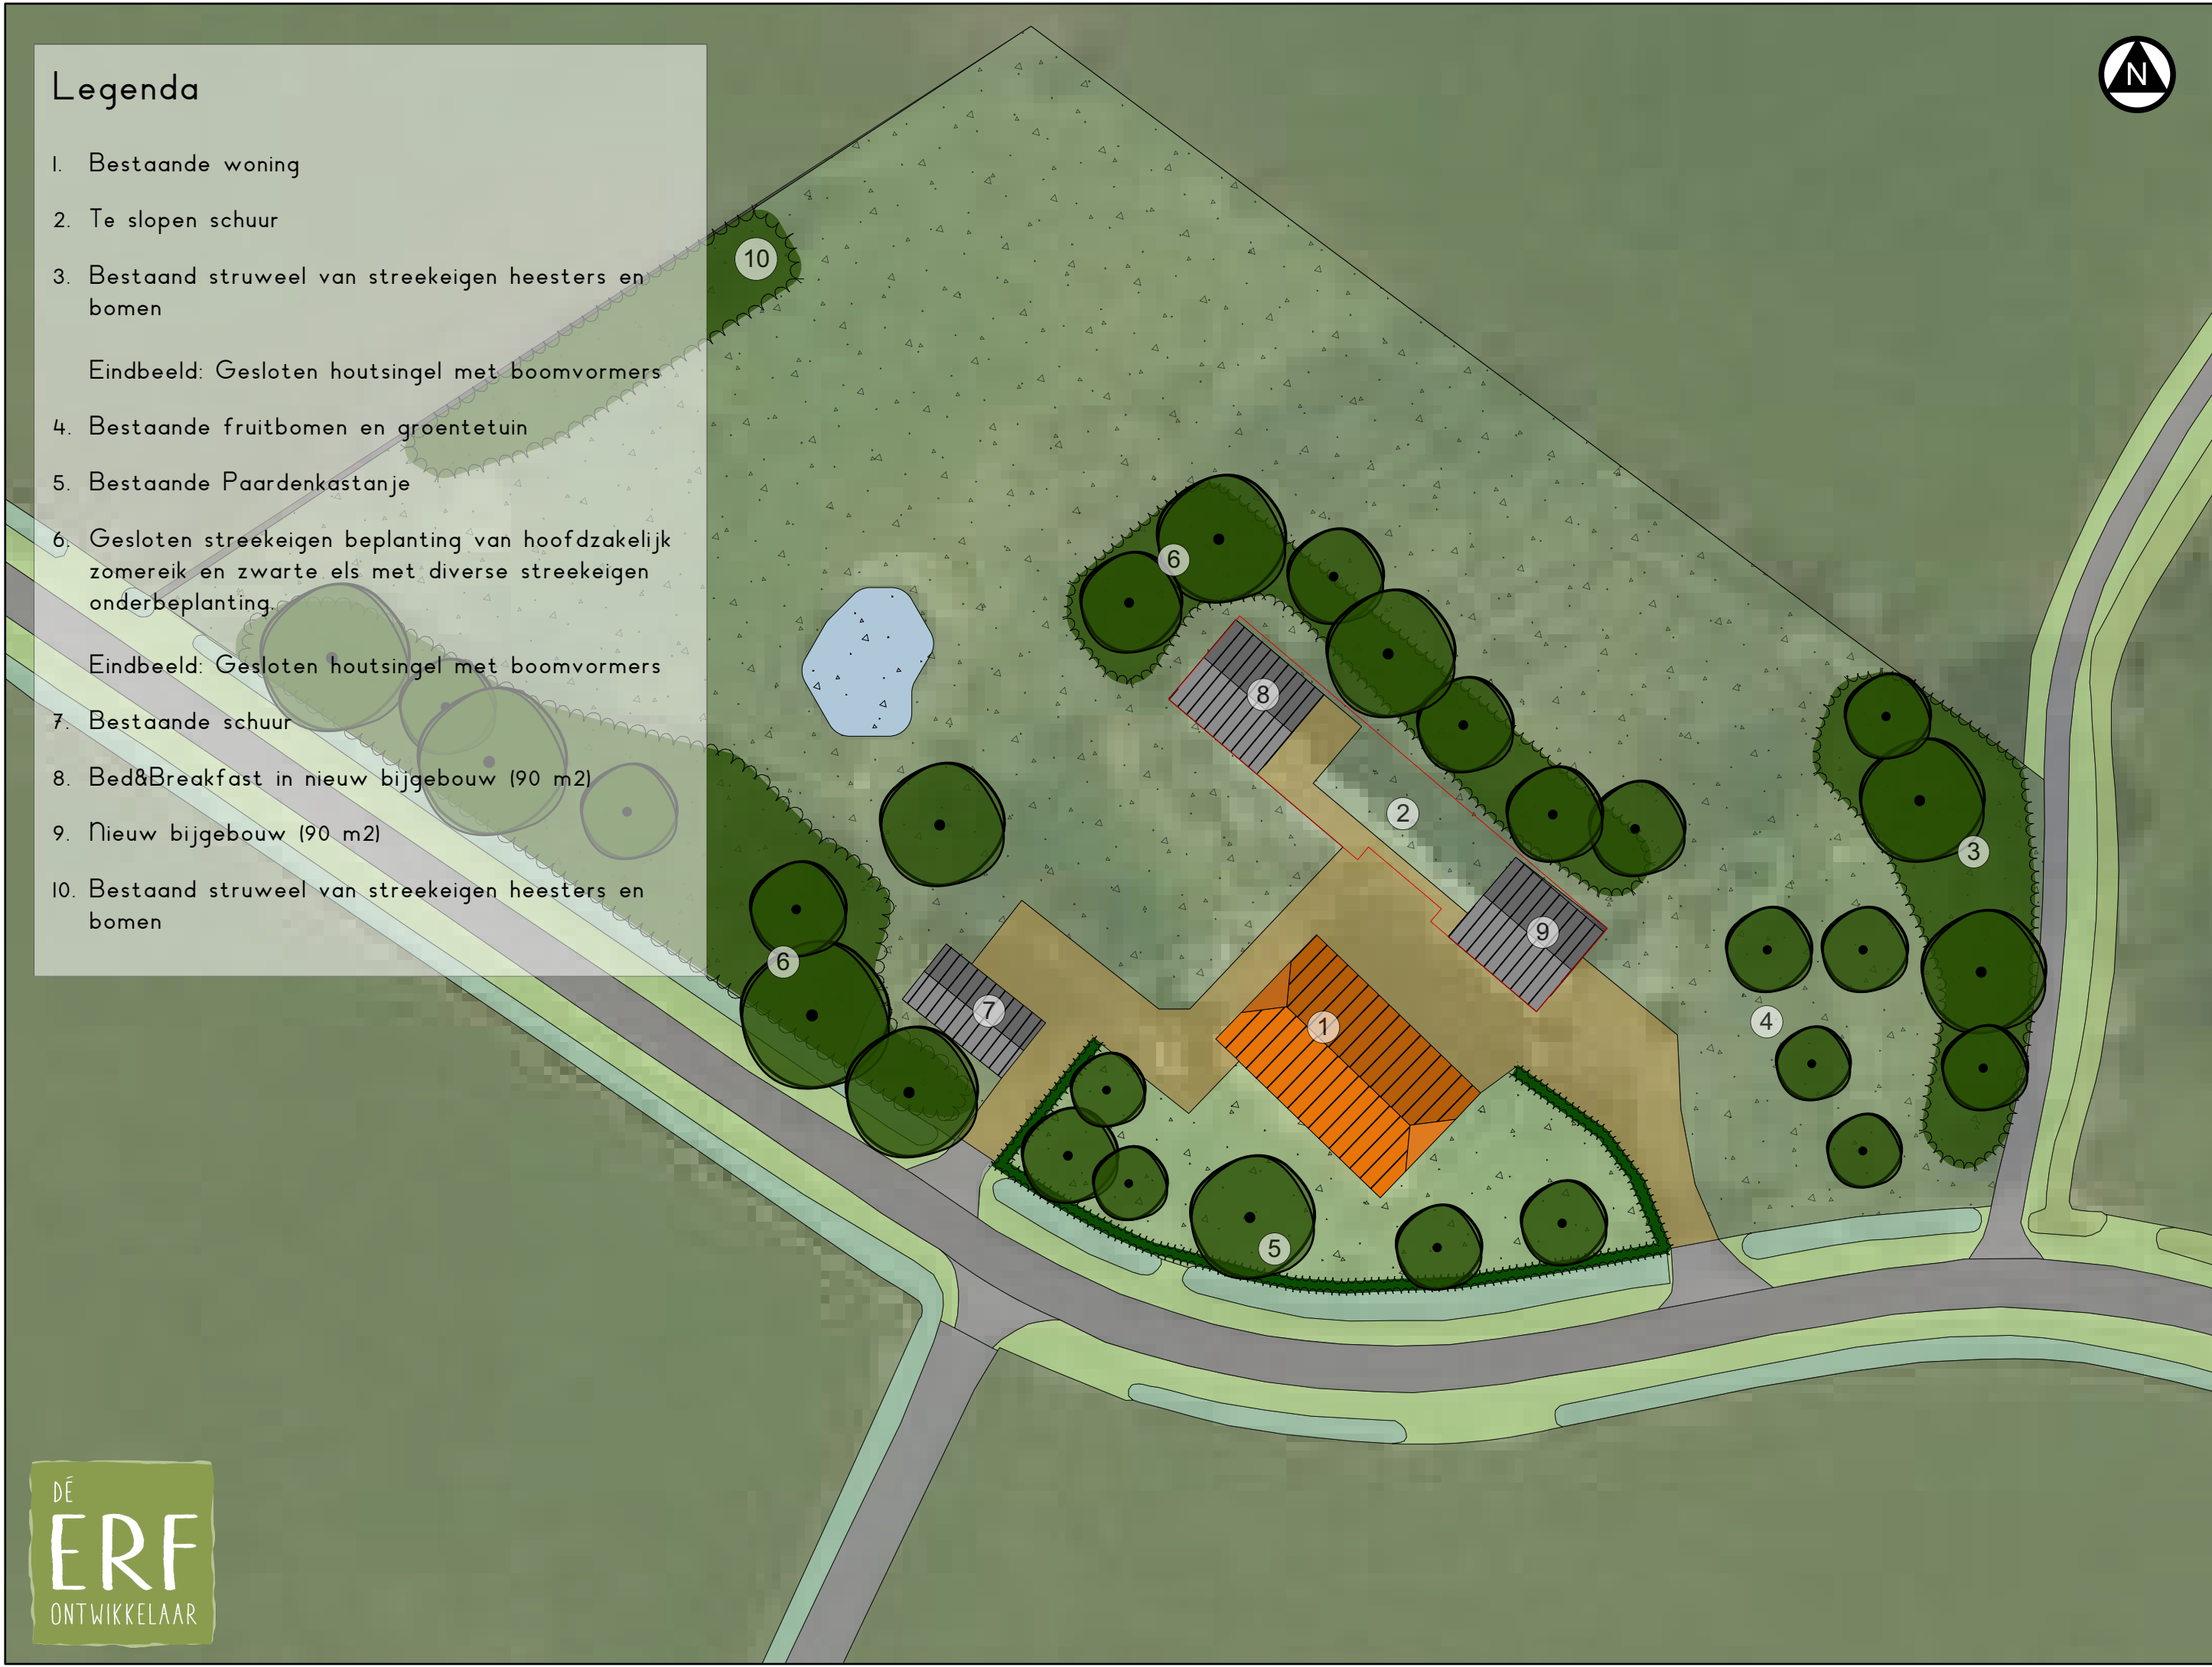 Legenda
1. Bestaande woning
2. Te slopen schuur
3. Bestaand struweel van streekeigen heesters en
bomen
Eindbeeld: Gesloten houtsingel met boomvormers
4. Bestaande fruitbomen en groentetuin
5. Bestaande Paardenkastanje
6. Gesloten streekeigen beplanting van hoofdzakelijk
zomereik en zwarte els met diverse streekeigen
onderbeplanting.
Eindbeeld: Gesloten houtsingel met boomvormers
7. Bestaande schuur
8. Bed&Breakfast in nieuw bijgebouw (90 m2)
9. Nieuw bijgebouw (90 m2)
10. Bestaand struweel van streekeigen heesters en
bomen
N
10
6
8
2
3
9
6
7
1
4
5
DÉ
ERF
ONTWIKKELAAR